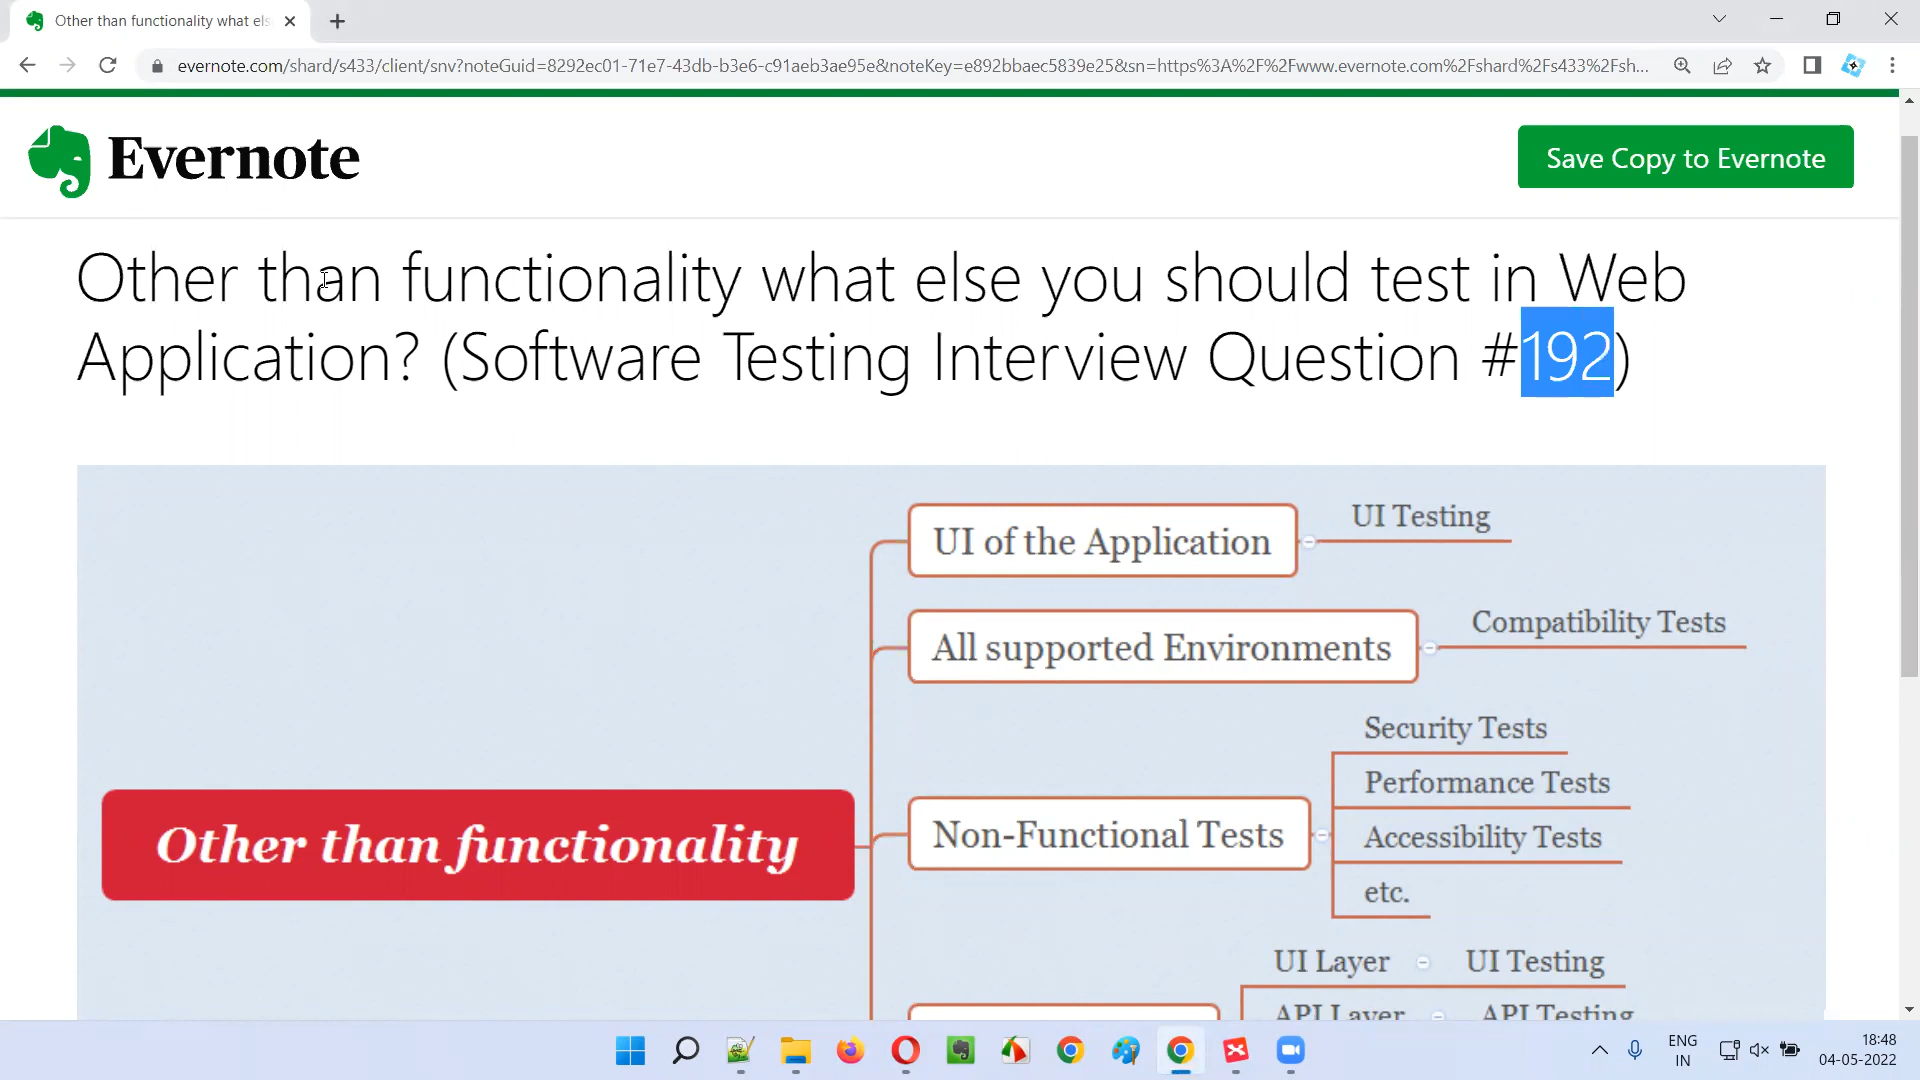 Other than functionality what els
evernote.com/shard/s433/client/snv?noteGuid=8292ec01-71e7-43db-b3e6-c91aeb3ae95e&noteKey=e892bbaec5839e25&sn=https%3A%2F%2Fwww.evernote.com%2Fshard%2Fs433%2Fsh...
Evernote
Save Copy to Evernote
Other than functionality what else you should test in Web
Application? (Software Testing Interview Question #192)
UI of the Application
UI Testing
All supported Environments
Compatibility Tests
Other than functionality
Non-Functional Tests
Security Tests
Performance Tests
Accessibility Tests
etc.
UI Layer
UI Testing
API Layer
API Testing
ENG
IN
18:48
04-05-2022